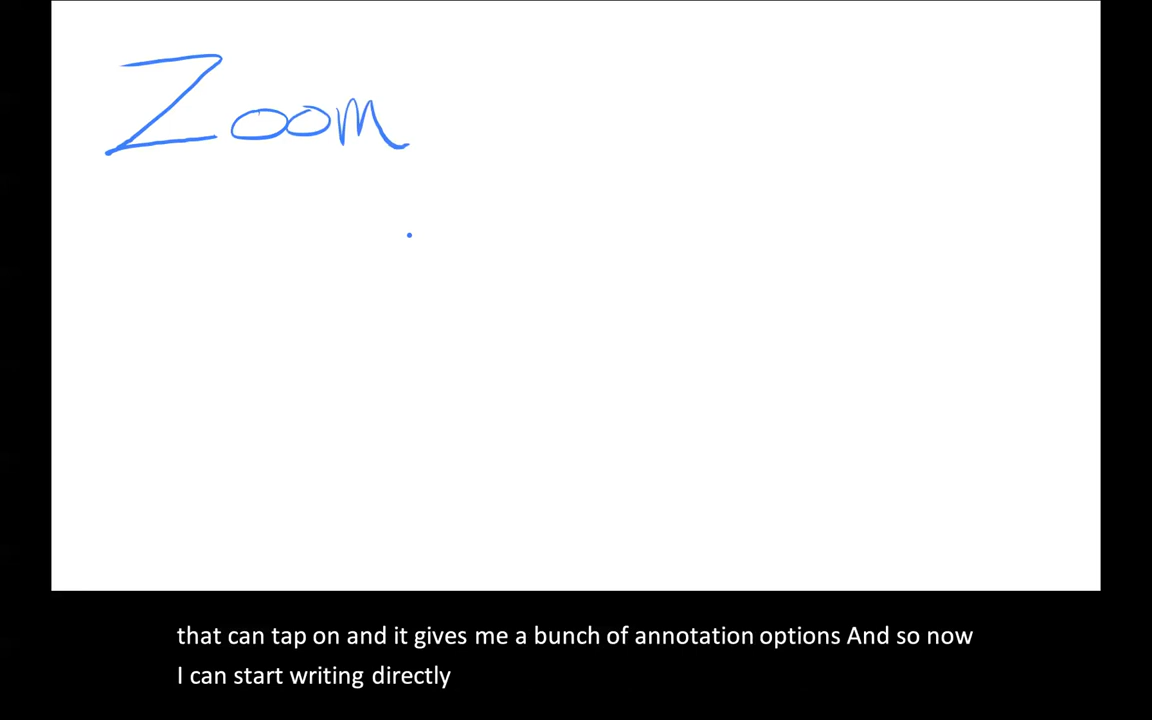 Zoom
that can tap on and it gives me a bunch of annotation options And so now
I can start writing directly